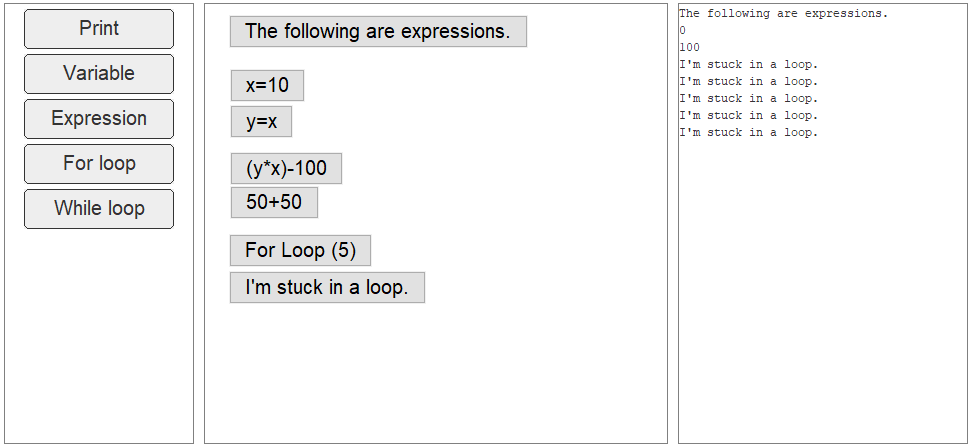 Print
Variable
Expression
For loop
While loop
The following are expressions.
x=10
y=x
(y*x)-100
50+50
For Loop (5)
I'm stuck in a loop.
The following are expressions.
0
100
I'm stuck in a loop.
I'm stuck in a loop.
I'm stuck in a loop.
I'm stuck in a loop.
I'm stuck in a loop.